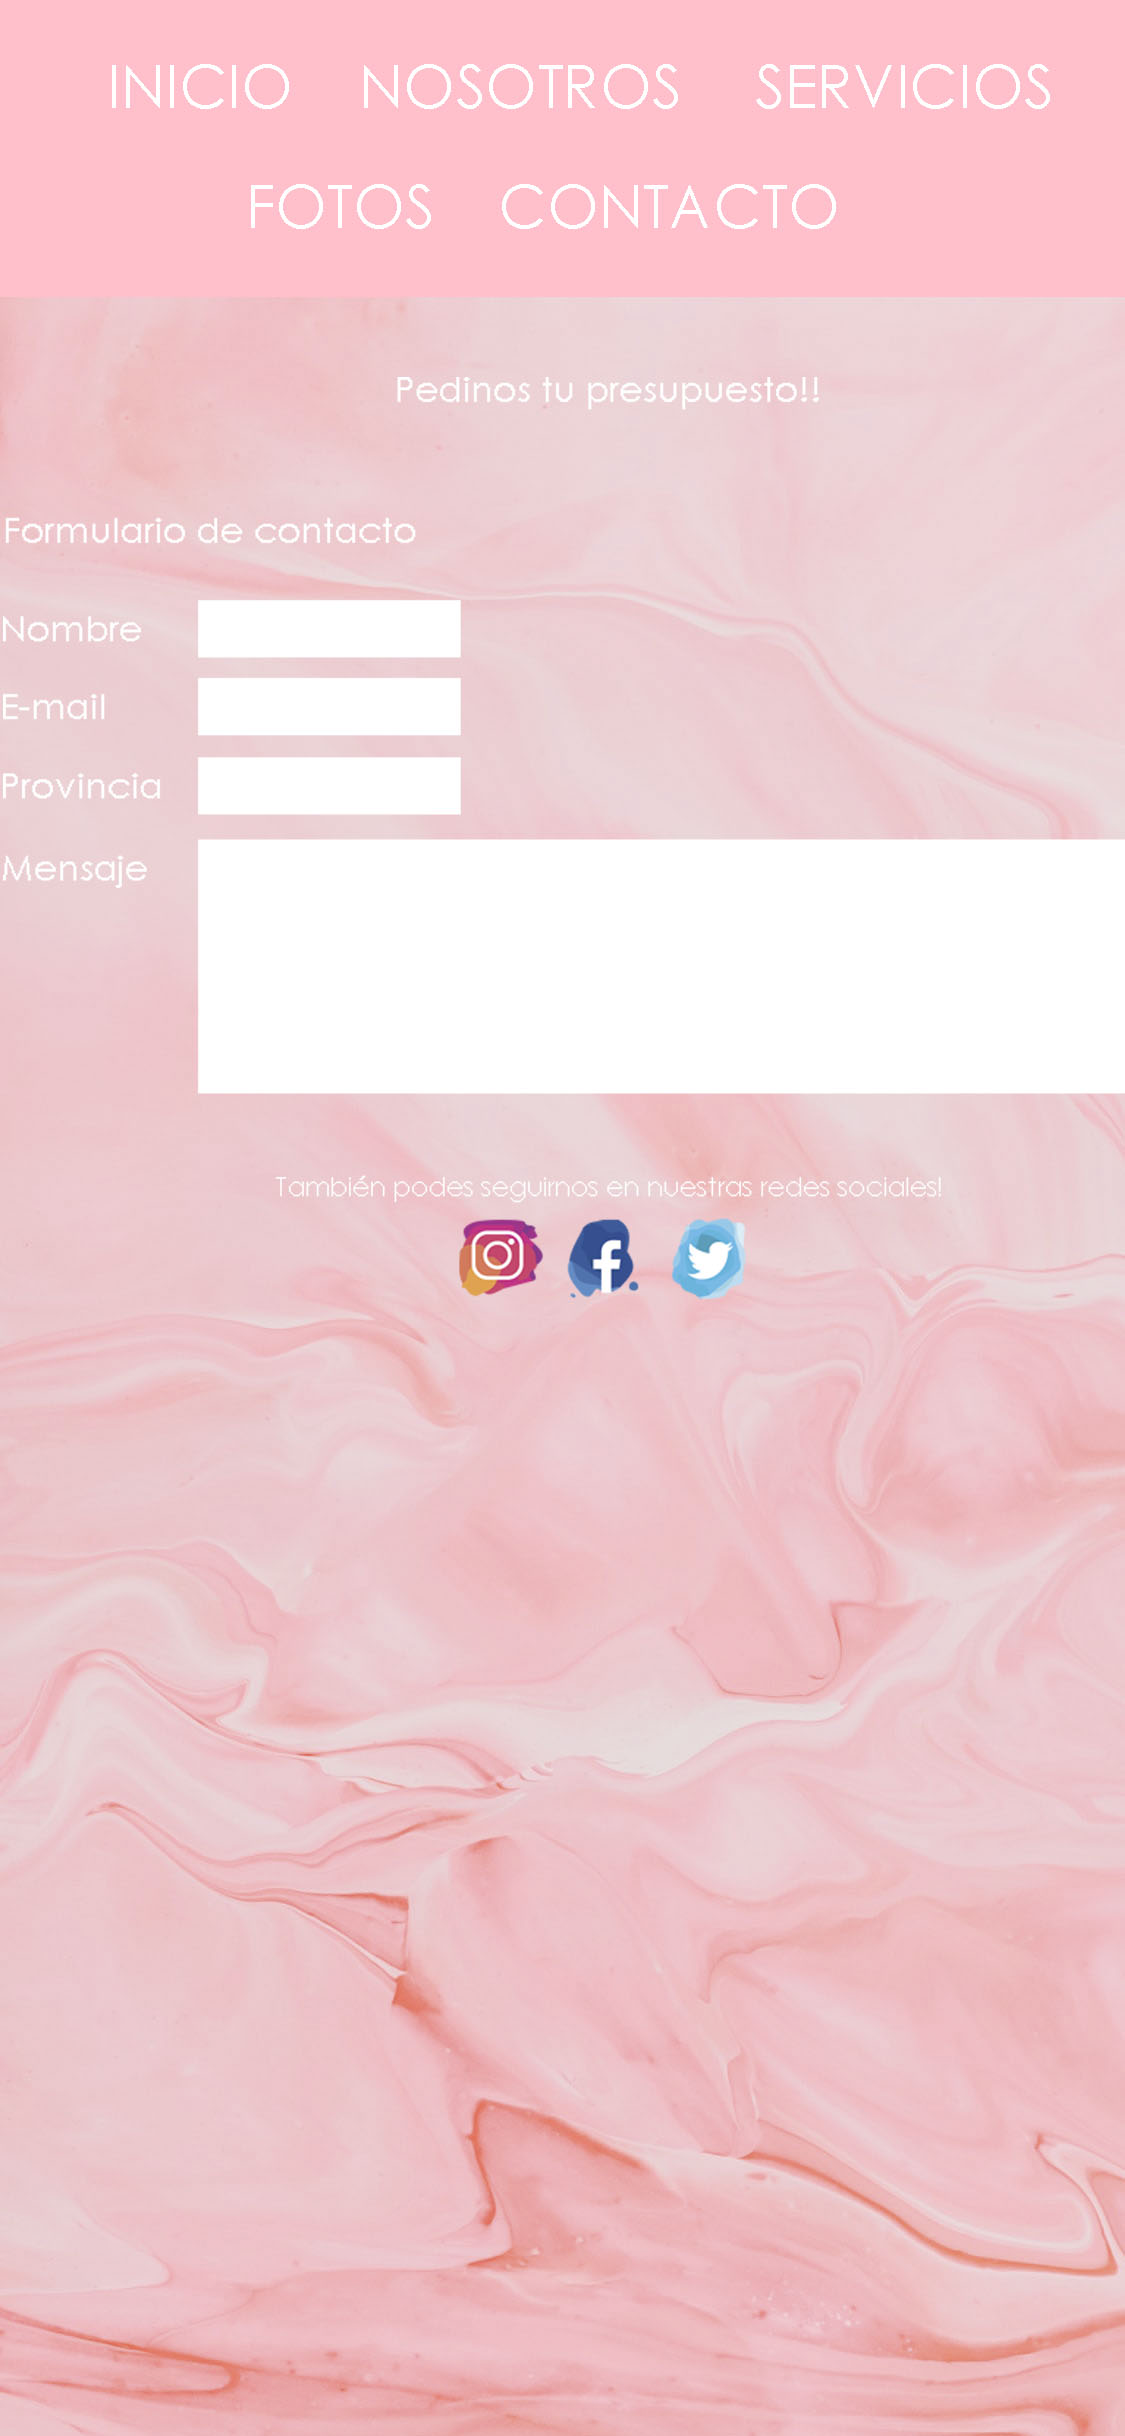 INICIO NOSOTROS SERVICIOS
FOTOS CONTACTO
Pedinos tu presupuesto!!
Formulario de contacto
Nombre
E-mail
Provincia
Mensaje
También podes seguirnos en nuestras redes sociales!